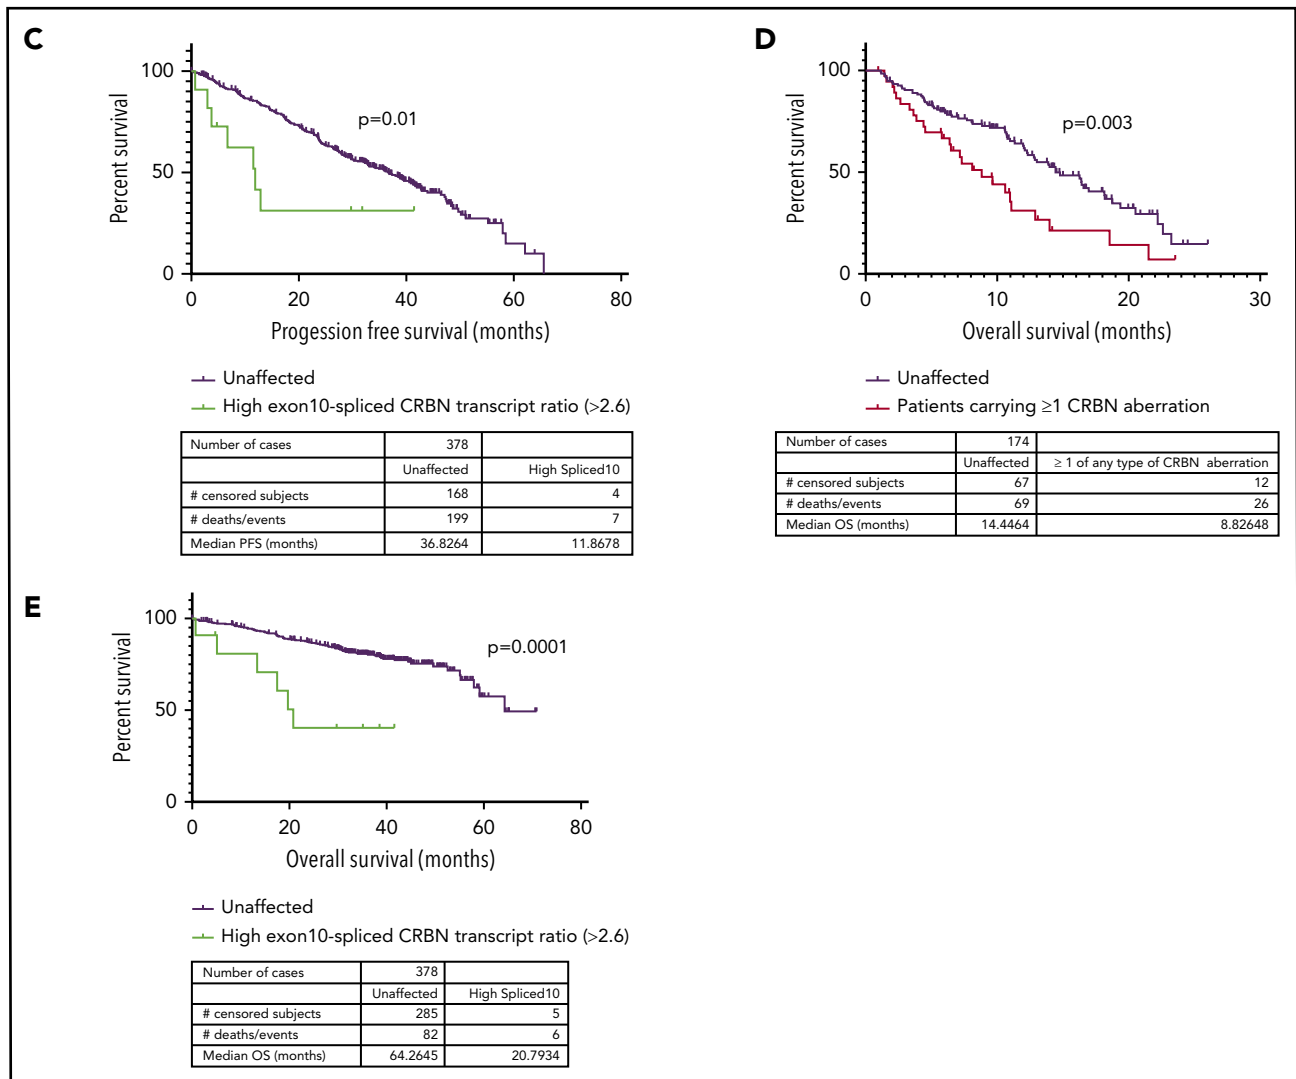 C
100
50
0
Percent survival
p=0.01
0 20 40 60 80
Progession free survival (months)
Unaffected
High exon10-spliced CRBN transcript ratio (>2.6)
Number of cases 378
Unaffected High Spliced10
# censored subjects 168 4
# deaths/events 199 7
Median PFS (months) 36.8264 11.8678
D
100
50
0
Percent survival
p=0.003
0 10 20 30
Overall survival (months)
Unaffected
Patients carrying ≥1 CRBN aberration
Number of cases 174
Unaffected ≥ 1 of any type of CRBN aberration
# censored subjects 67 12
# deaths/events 69 26
Median OS (months) 14.4464 8.82648
E
100
50
0
Percent survival
p=0.0001
0 20 40 60 80
Overall survival (months)
Unaffected
High exon10-spliced CRBN transcript ratio (>2.6)
Number of cases 378
Unaffected High Spliced10
# censored subjects 285 5
# deaths/events 82 6
Median OS (months) 64.2645 20.7934